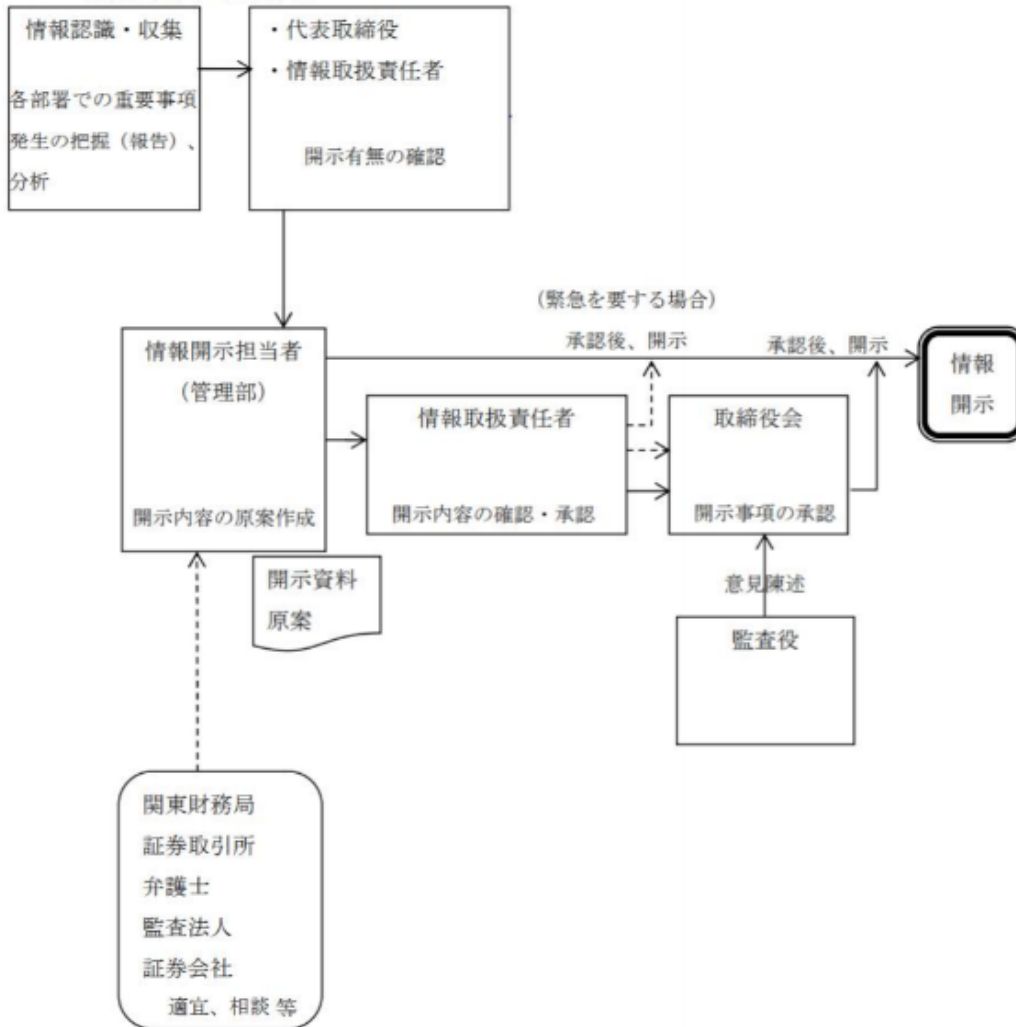 情報認識・収集
各部署での重要事項
発生の把握（報告）、
分析
・代表取締役
・情報取扱責任者
開示有無の確認
（緊急を要する場合）
承認後、開示
承認後、開示
情報
開示
情報開示担当者
（管理部）
開示内容の原案作成
情報取扱責任者
開示内容の確認・承認
取締役会
開示事項の承認
開示資料
原案
意見陳述
監査役
関東財務局
証券取引所
弁護士
監査法人
証券会社
適宜、相談 等